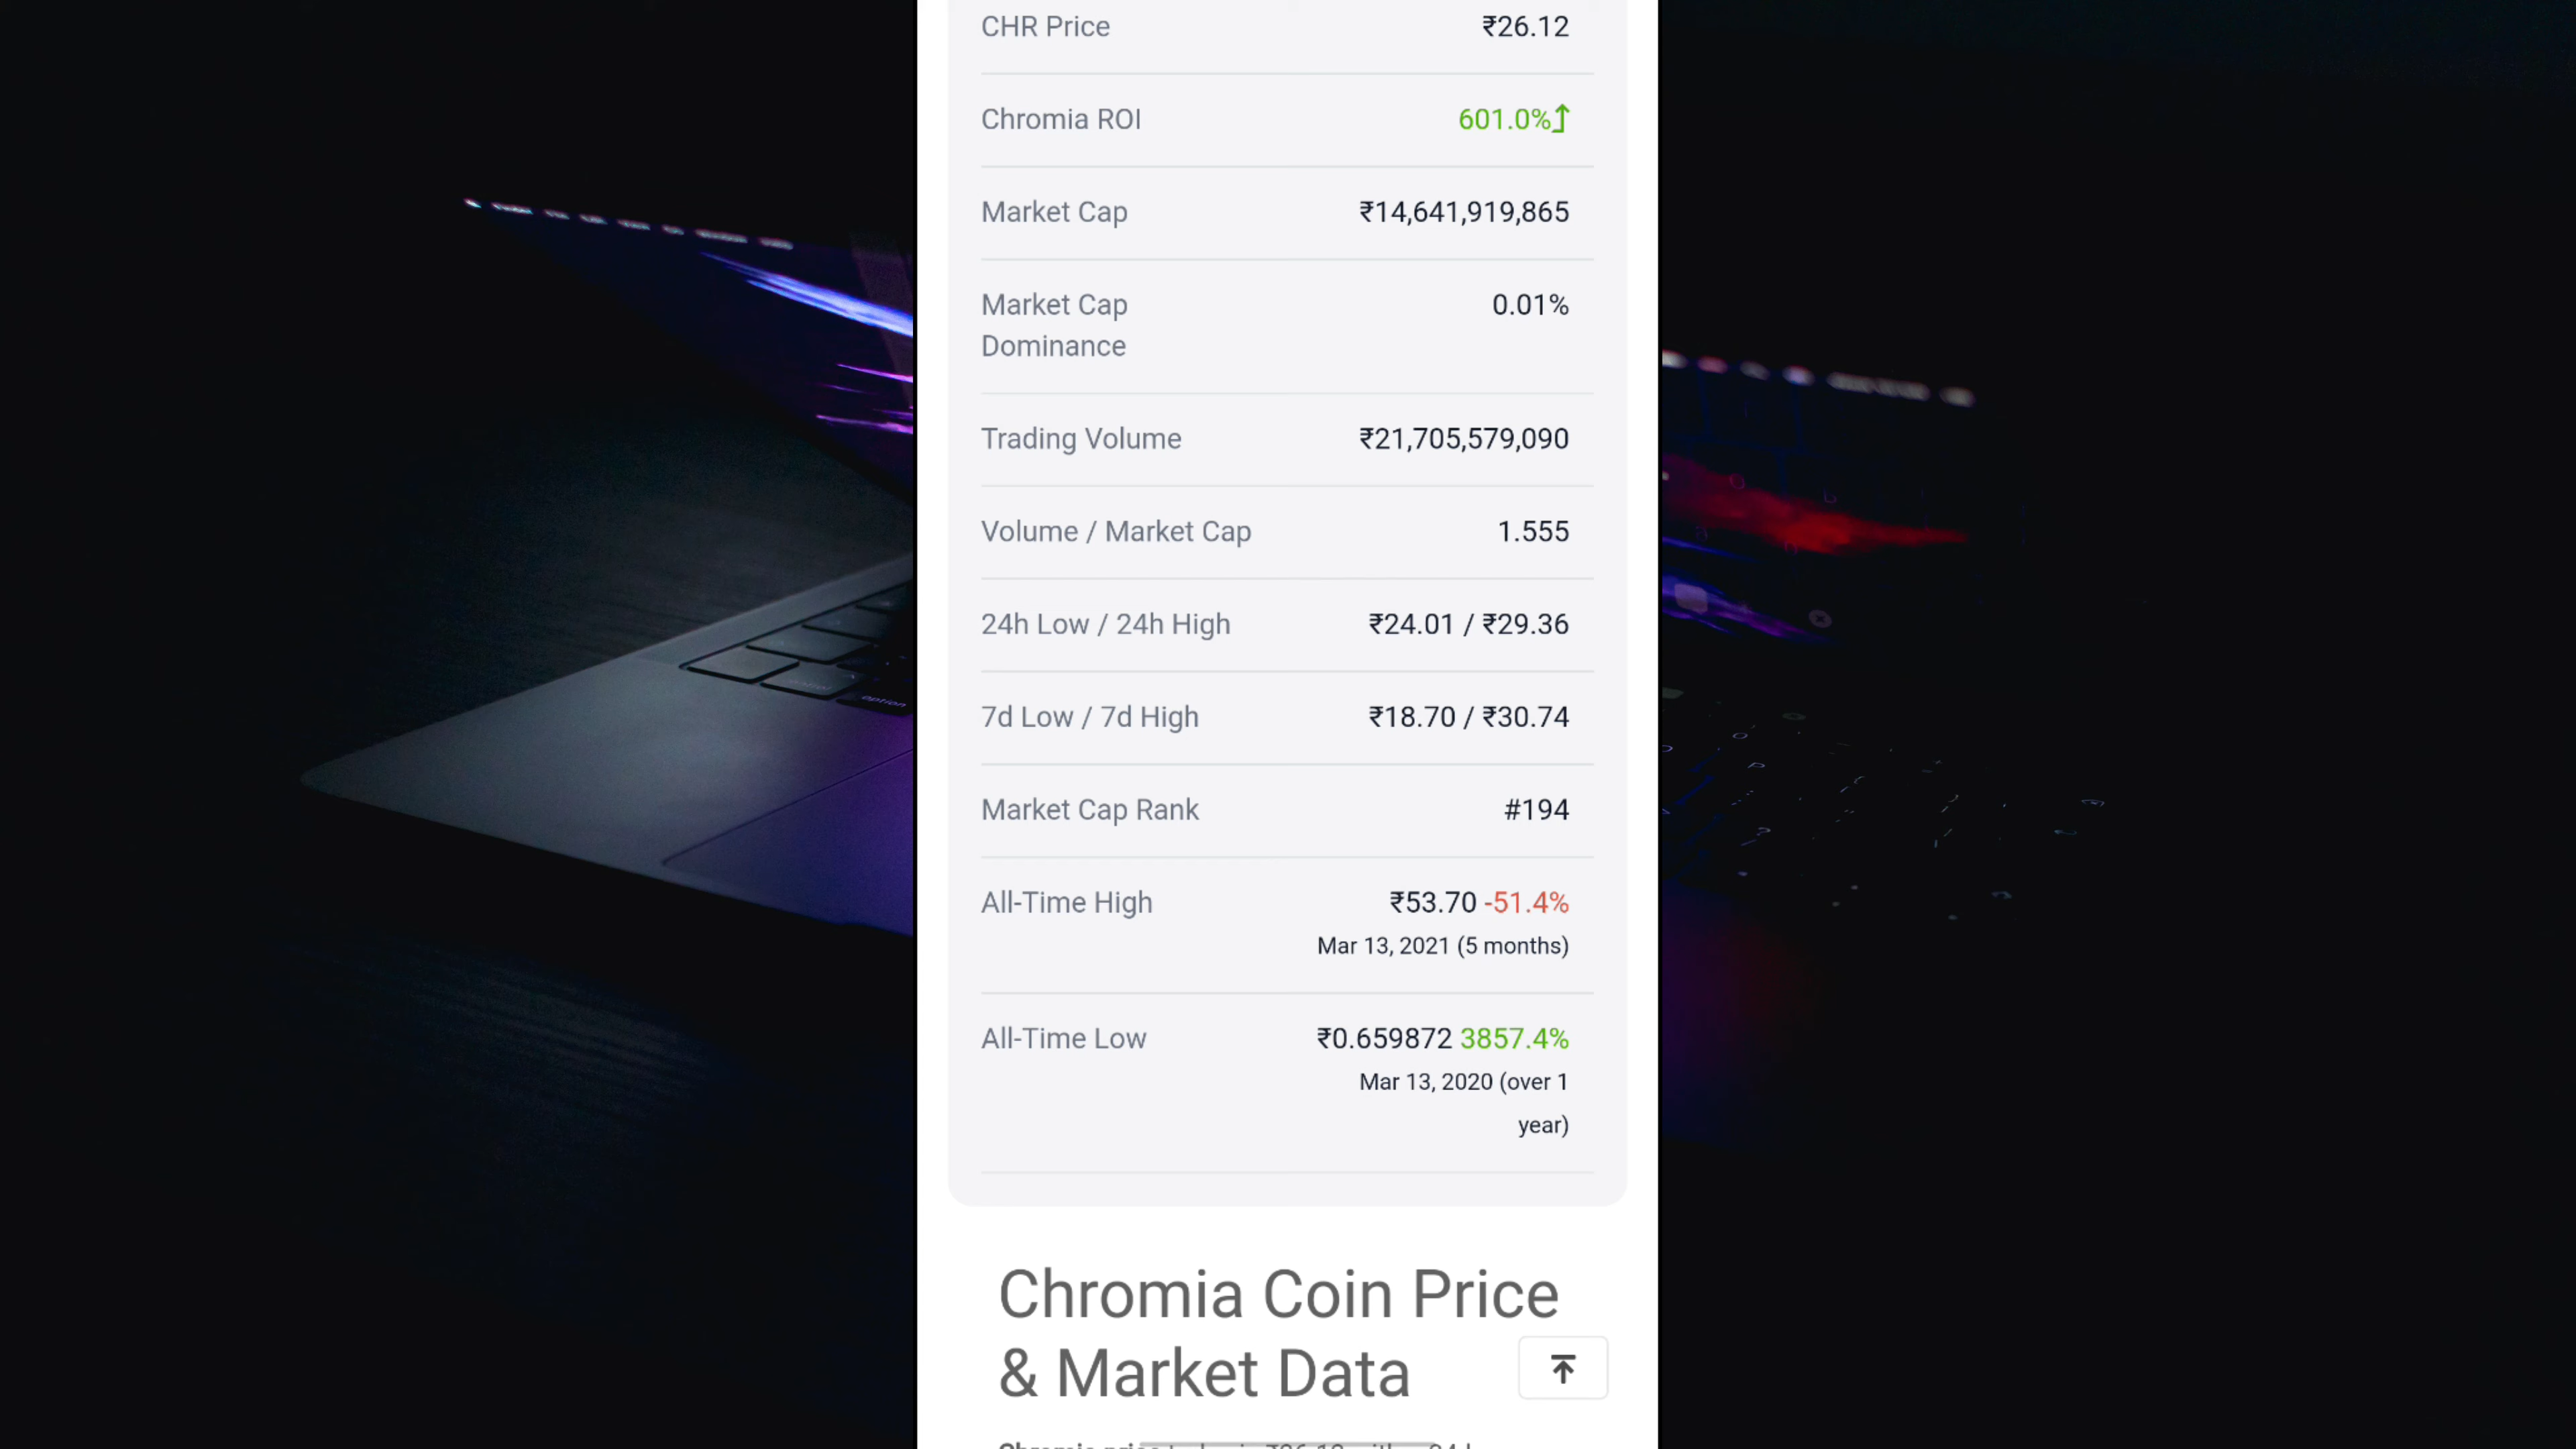 CHR Price ₹26.12
Chromia ROI 601.0%
Market Cap ₹14,641,919,865
Market Cap Dominance 0.01%
Trading Volume ₹21,705,579,090
Volume / Market Cap 1.555
24h Low / 24h High ₹24.01 / ₹29.36
7d Low / 7d High ₹18.70 / ₹30.74
Market Cap Rank #194
All-Time High ₹53.70 -51.4%
Mar 13, 2021 (5 months)
All-Time Low ₹0.659872 3857.4%
Mar 13, 2020 (over 1
year)
Chromia Coin Price
& Market Data
option